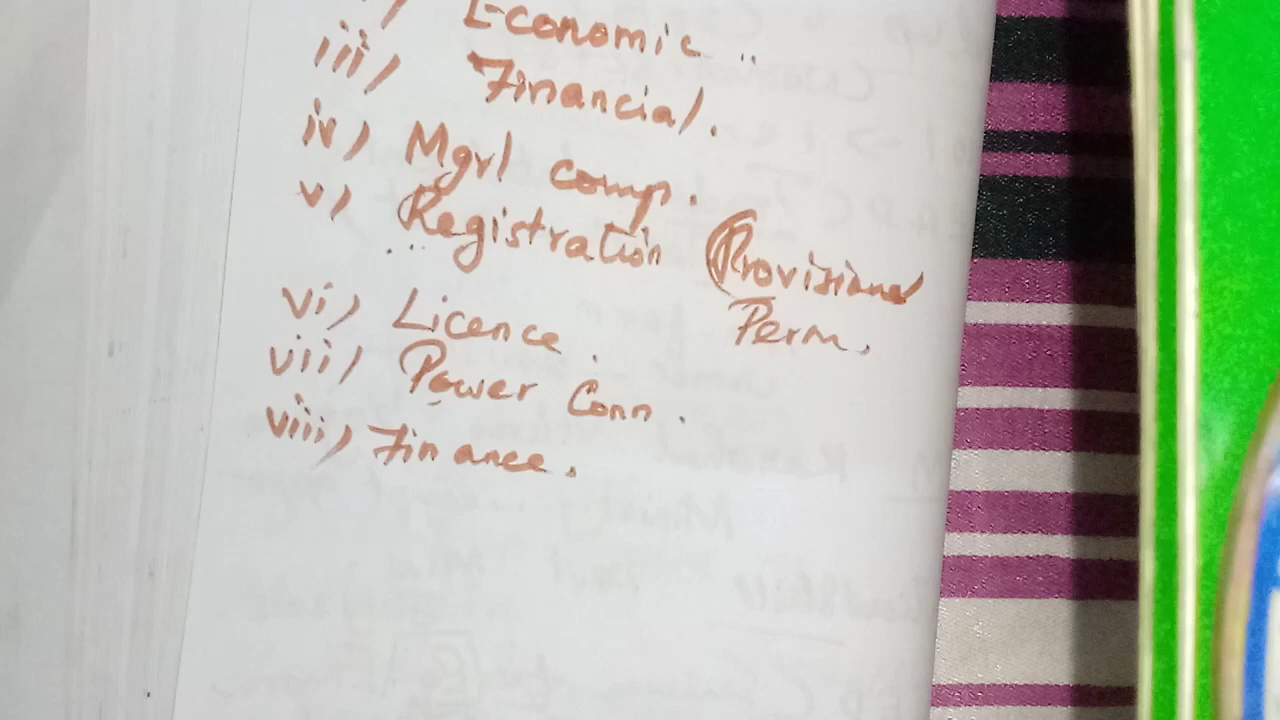 Economic "
iii) Financial.
iv) Mgrl comp.
v) Registration (Provisional
Perm.
vi) Licence.
vii) Power Conn.
viii) Finance.